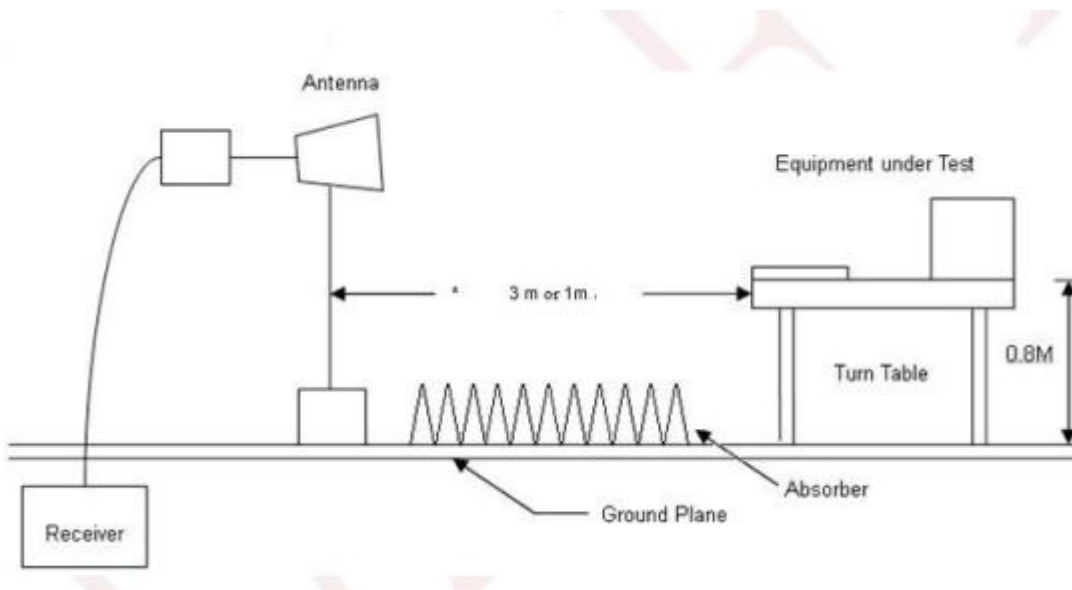 Antenna
Equipment under Test
* 3 m or 1m .
0.8M
Turn Table
Absorber
Ground Plane
Receiver